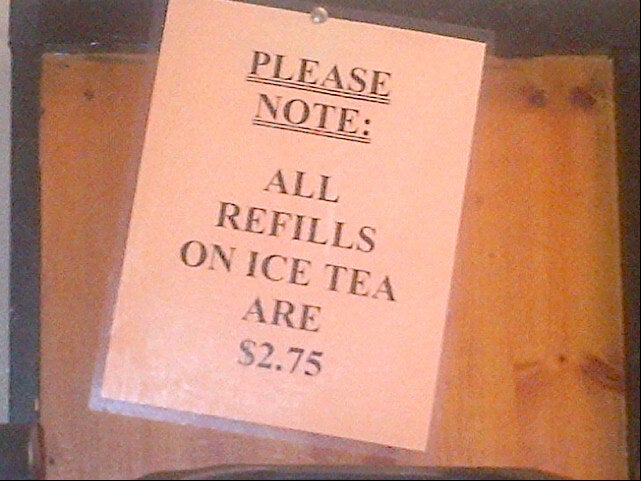 PLEASE
NOTE:
ALL
REFILLS
ON ICE TEA
ARE
$2.75